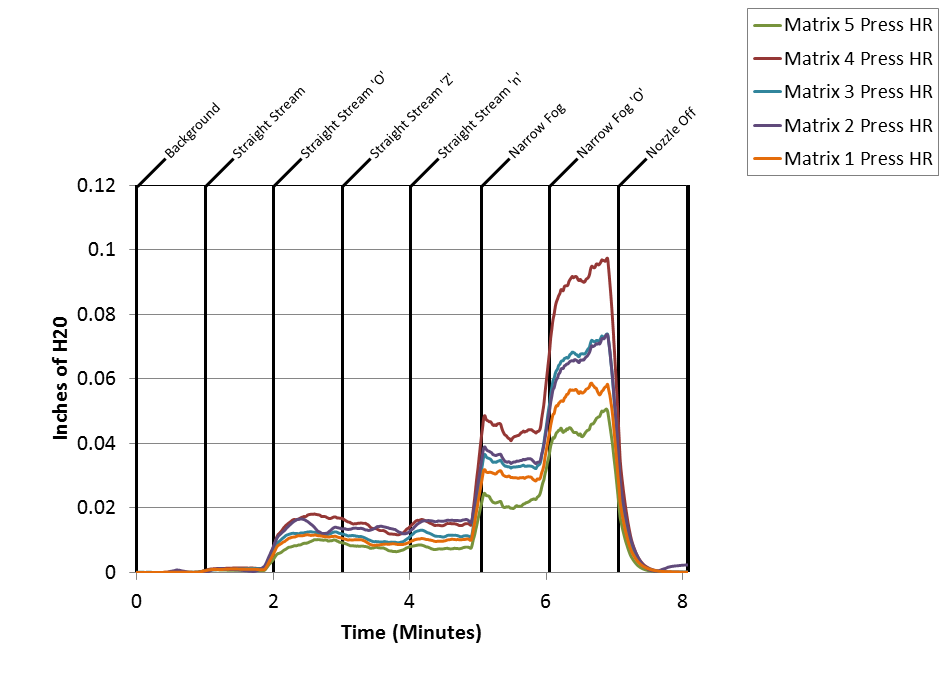 Matrix 5 Press HR
Matrix 4 Press HR
Matrix 3 Press HR
Matrix 2 Press HR
Matrix 1 Press HR
Background
Straight Stream
Straight Stream 'O'
Straight Stream 'Z'
Straight Stream 'n'
Narrow Fog
Narrow Fog 'O'
Nozzle Off
0.12
0.1
0.08
0.06
0.04
0.02
0
Inches of H20
0 2 4 6 8
Time (Minutes)